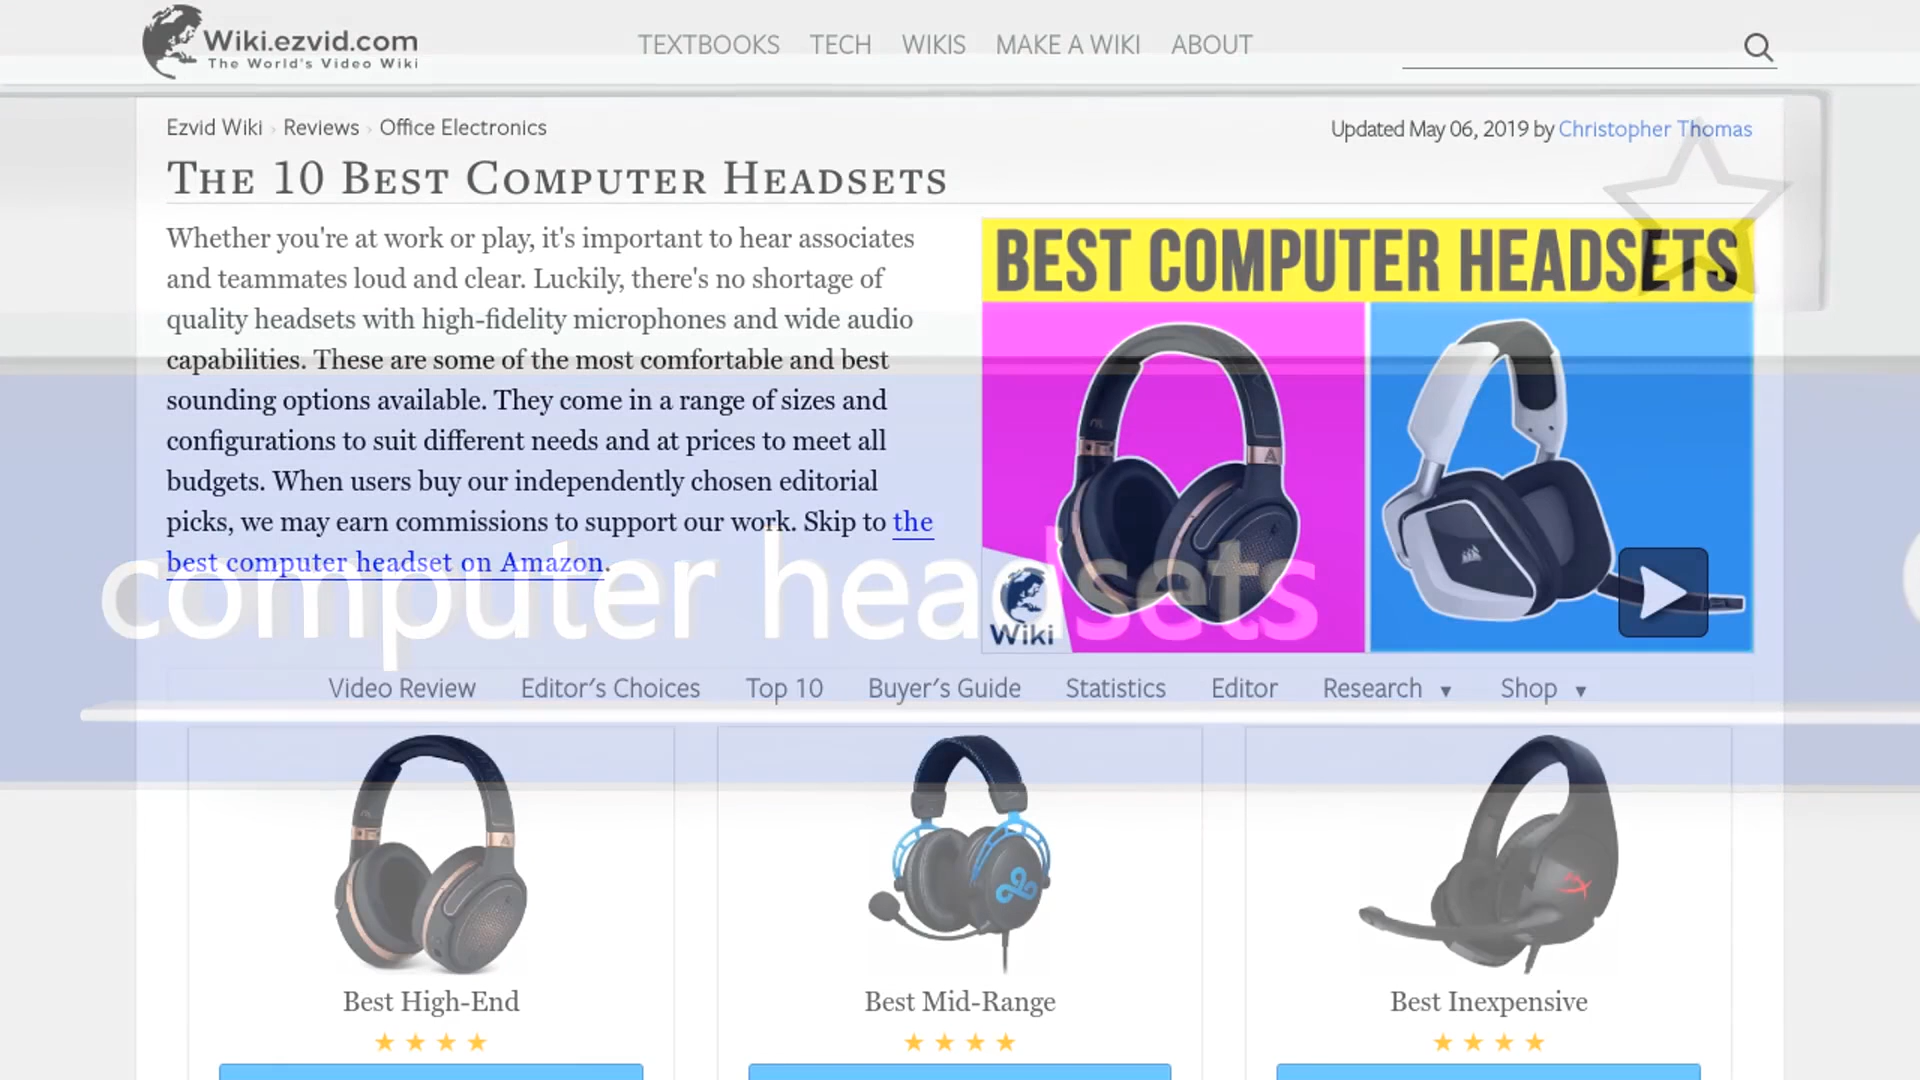 Wiki.ezvid.com
The World's Video Wiki
TEXTBOOKS TECH WIKIS MAKE A WIKI ABOUT
Ezvid Wiki › Reviews › Office Electronics
Updated May 06, 2019 by Christopher Thomas
The 10 Best Computer Headsets
Whether you're at work or play, it's important to hear associates
and teammates loud and clear. Luckily, there's no shortage of
quality headsets with high-fidelity microphones and wide audio
capabilities. These are some of the most comfortable and best
sounding options available. They come in a range of sizes and
configurations to suit different needs and at prices to meet all
budgets. When users buy our independently chosen editorial
picks, we may earn commissions to support our work. Skip to the
best computer headset on Amazon.
BEST COMPUTER HEADSETS
Wiki
computer headsets
Video Review Editor's Choices Top 10 Buyer's Guide Statistics Editor Research ▼ Shop ▼
Best High-End
Best Mid-Range
Best Inexpensive